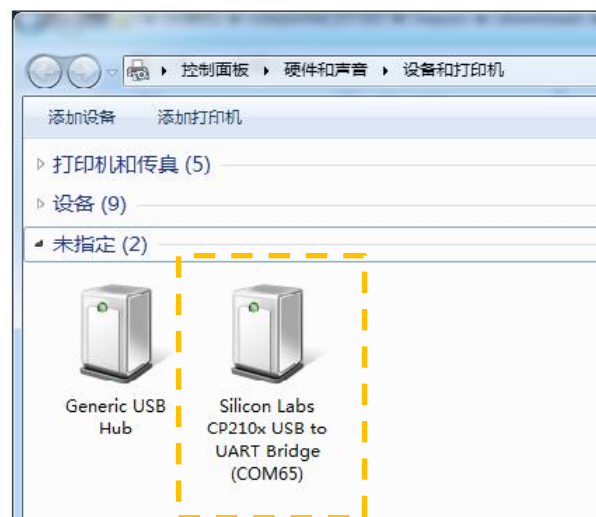 控制面板 ▸ 硬件和声音 ▸ 设备和打印机
添加设备 添加打印机
打印机和传真 (5)
设备 (9)
未指定 (2)
Generic USB
Hub
Silicon Labs
CP210x USB to
UART Bridge
(COM65)